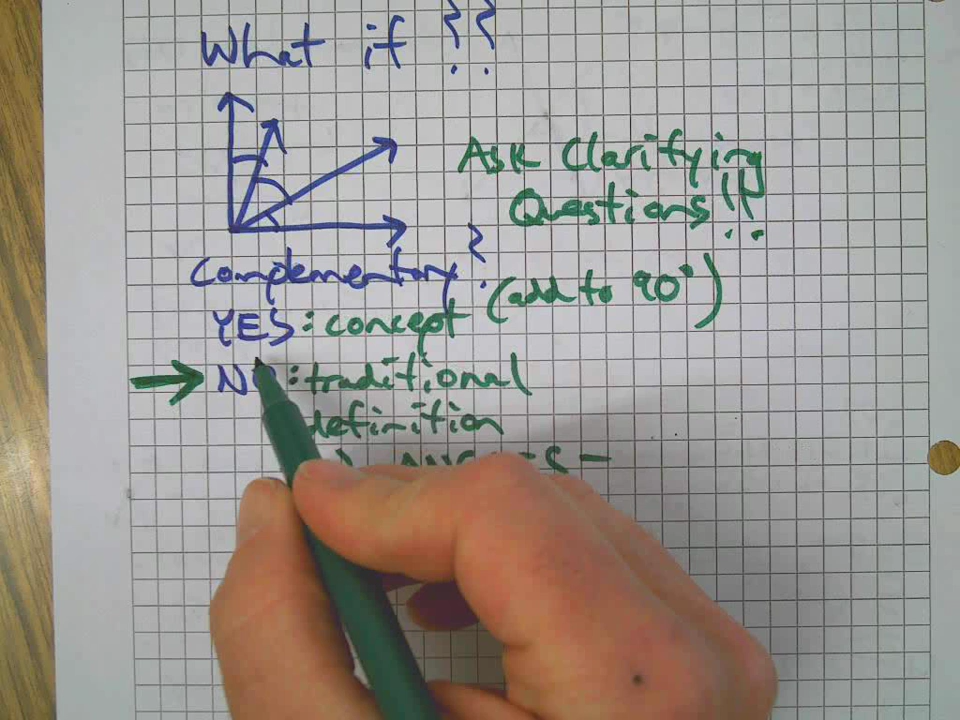 What if ??
Ask Clarifying
Questions!!
Complementary?
(add to 90°)
YES: concept
NO: traditional
definition